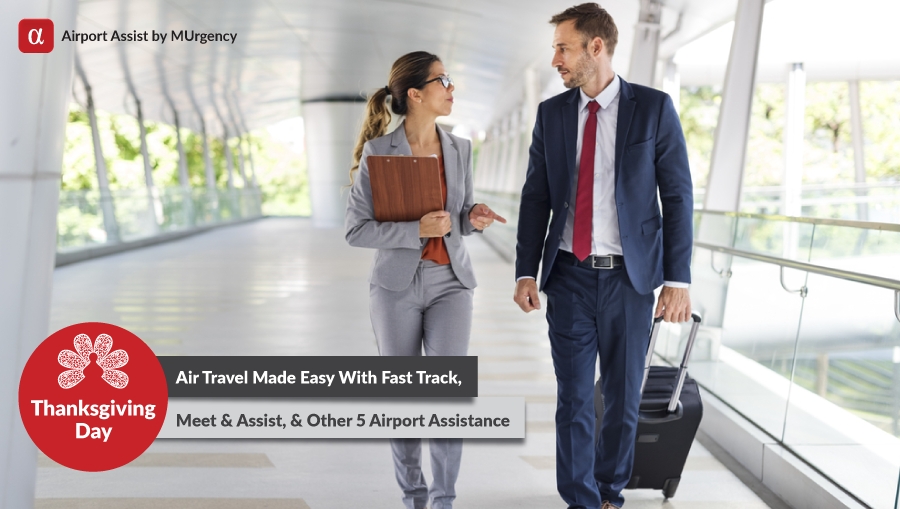 α Airport Assist by MUrgency
Air Travel Made Easy With Fast Track,
Meet & Assist, & Other 5 Airport Assistance
Thanksgiving
Day